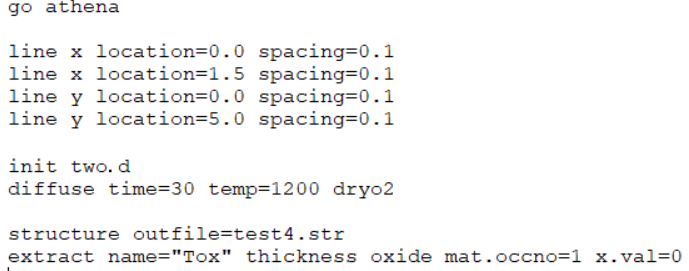 go athena
line x location=0.0 spacing=0.1
line x location=1.5 spacing=0.1
line y location=0.0 spacing=0.1
line y location=5.0 spacing=0.1
init two.d
diffuse time=30 temp=1200 dryo2
structure outfile=test4.str
extract name="Tox" thickness oxide mat.occno=1 x.val=0